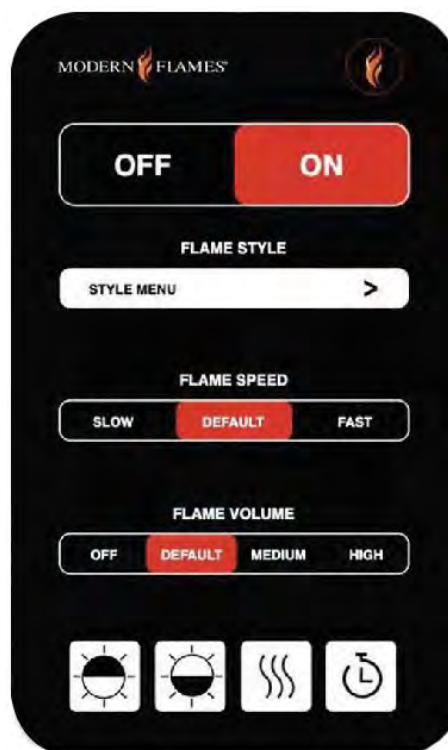 MODERN FLAMES®
OFF ON
FLAME STYLE
STYLE MENU >
FLAME SPEED
SLOW DEFAULT FAST
FLAME VOLUME
OFF DEFAULT MEDIUM HIGH